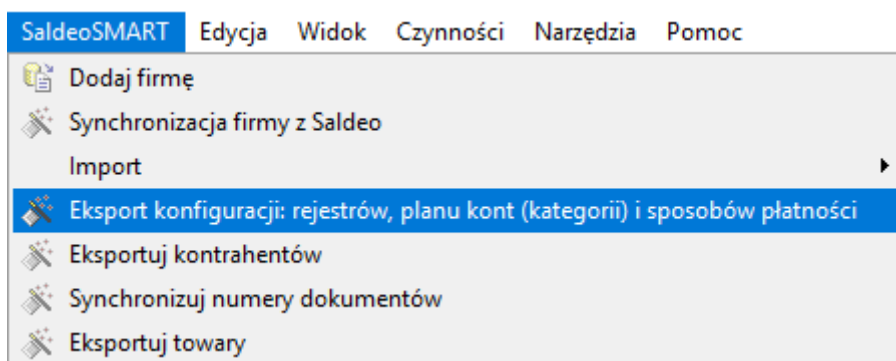 SaldeoSMART Edycja Widok Czynności Narzędzia Pomoc
Dodaj firmę
Synchronizacja firmy z Saldeo
Import
Eksport konfiguracji: rejestrów, planu kont (kategorii) i sposobów płatności
Eksportuj kontrahentów
Synchronizuj numery dokumentów
Eksportuj towary